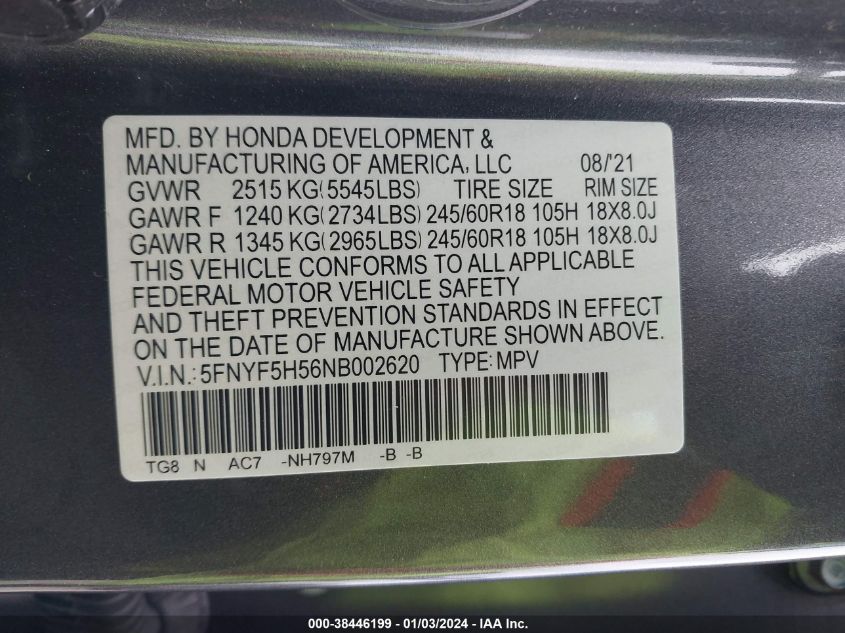 MFD. BY HONDA DEVELOPMENT &
MANUFACTURING OF AMERICA, LLC 08/'21
GVWR 2515 KG(5545LBS) TIRE SIZE RIM SIZE
GAWR F 1240 KG(2734LBS) 245/60R18 105H 18X8.0J
GAWR R 1345 KG(2965LBS) 245/60R18 105H 18X8.0J
THIS VEHICLE CONFORMS TO ALL APPLICABLE
FEDERAL MOTOR VEHICLE SAFETY
AND THEFT PREVENTION STANDARDS IN EFFECT
ON THE DATE OF MANUFACTURE SHOWN ABOVE.
V.I.N.: 5FNYF5H56NB002620 TYPE: MPV
TG8 N AC7 -NH797M -B -B
000-38446199 - 01/03/2024 - IAA Inc.